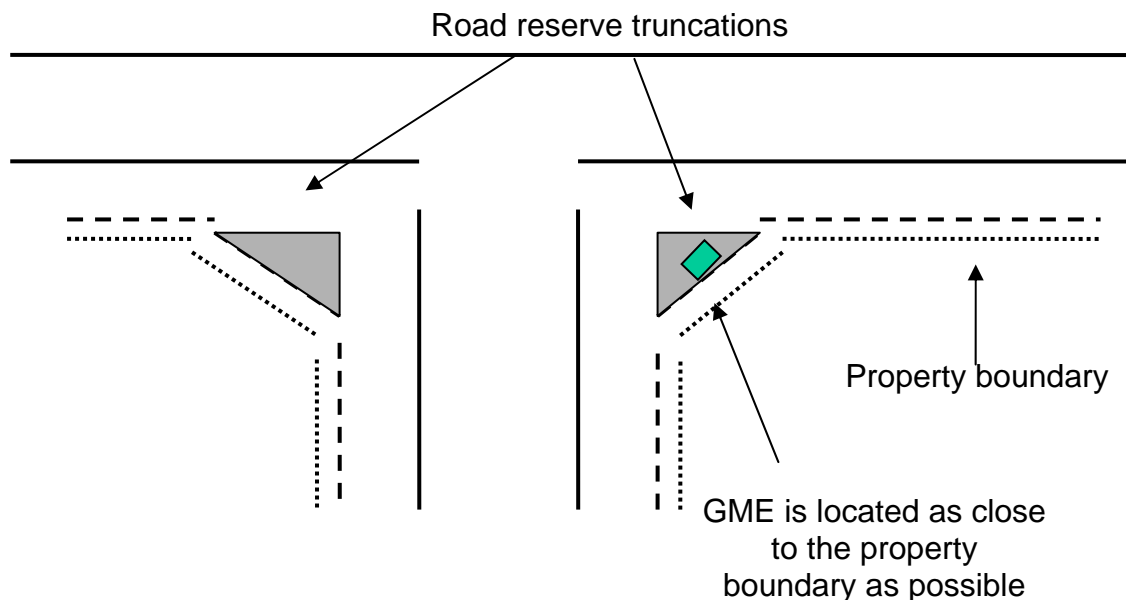 Road reserve truncations
Property boundary
GME is located as close
to the property
boundary as possible